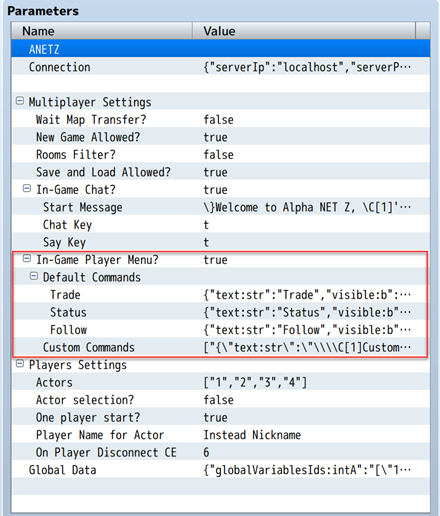 Parameters
Name Value
ANETZ
Connection {"serverIp":"localhost","serverP···
Multiplayer Settings
Wait Map Transfer? false
New Game Allowed? true
Rooms Filter? false
Save and Load Allowed? true
In-Game Chat? true
Start Message \}Welcome to Alpha NET Z, \C[1]'···
Chat Key t
Say Key t
In-Game Player Menu? true
Default Commands
Trade {"text:str":"Trade","visible:b":···
Status {"text:str":"Status","visible:b"···
Follow {"text:str":"Follow","visible:b"···
Custom Commands ["{\"text:str\":\"\\\\C[1]Custom···
Players Settings
Actors ["1","2","3","4"]
Actor selection? false
One player start? true
Player Name for Actor Instead Nickname
On Player Disconnect CE 6
Global Data {"globalVariablesIds:intA":"[\"1···